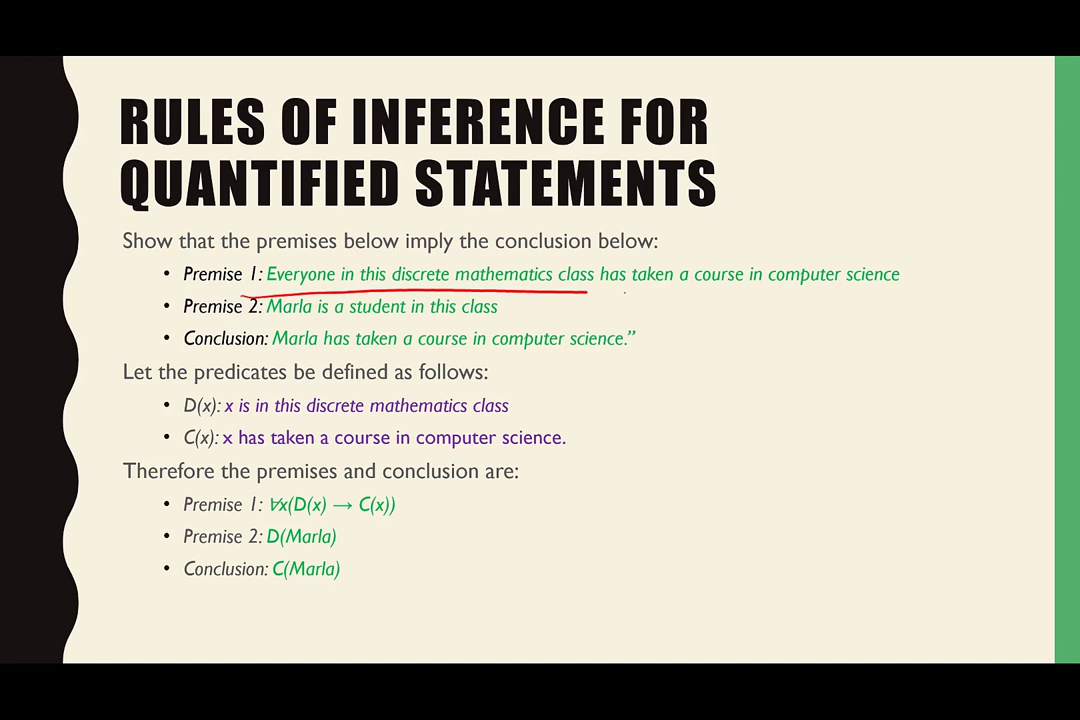 RULES OF INFERENCE FOR
QUANTIFIED STATEMENTS
Show that the premises below imply the conclusion below:
• Premise 1: Everyone in this discrete mathematics class has taken a course in computer science
• Premise 2: Marla is a student in this class
• Conclusion: Marla has taken a course in computer science.”
Let the predicates be defined as follows:
• D(x): x is in this discrete mathematics class
• C(x): x has taken a course in computer science.
Therefore the premises and conclusion are:
• Premise 1: ∀x(D(x) → C(x))
• Premise 2: D(Marla)
• Conclusion: C(Marla)